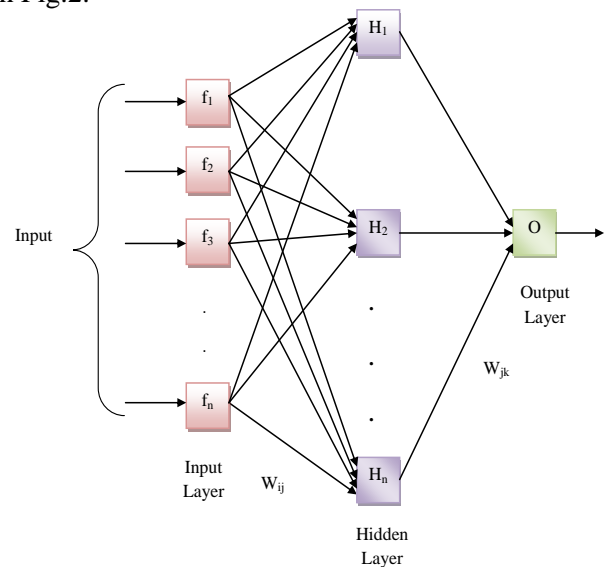 n Fig.2.
H1
f1
f2
Input
f3
H2
O
Output
Layer
Wjk
fn
Input
Layer
Wij
Hn
Hidden
Layer